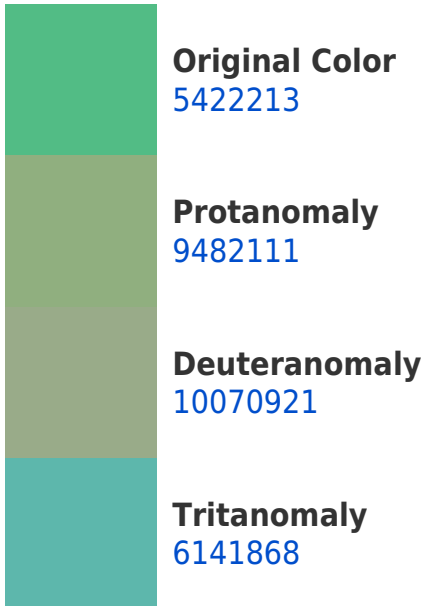 Original Color
5422213
Protanomaly
9482111
Deuteranomaly
10070921
Tritanomaly
6141868